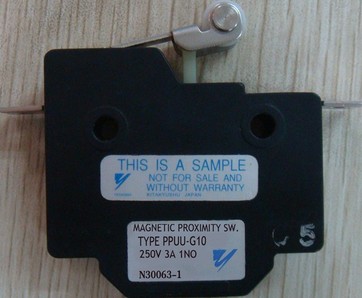 THIS IS A SAMPLE
NOT FOR SALE AND
WITHOUT WARRANTY
MAGNETIC PROXIMITY SW.
TYPE PPUU-G10
250V 3A 1NO
N30063-1